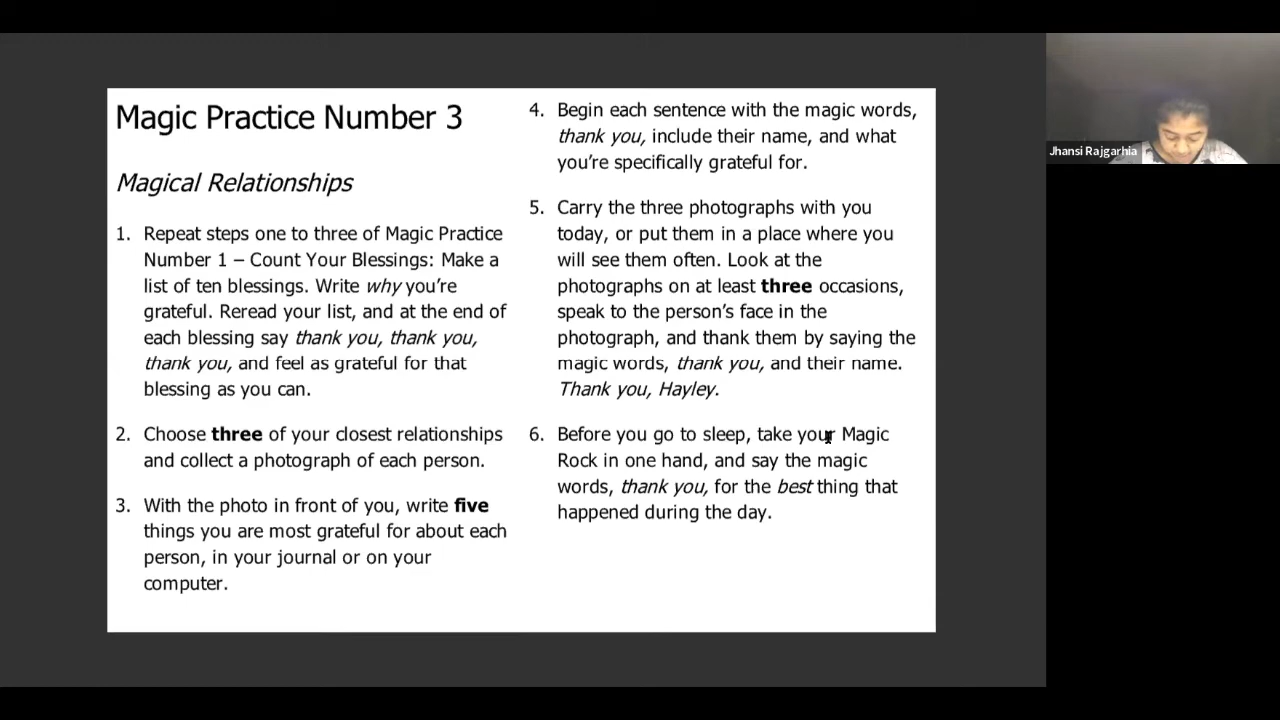 Magic Practice Number 3
Magical Relationships
1. Repeat steps one to three of Magic Practice
Number 1 – Count Your Blessings: Make a
list of ten blessings. Write why you're
grateful. Reread your list, and at the end of
each blessing say thank you, thank you,
thank you, and feel as grateful for that
blessing as you can.
2. Choose three of your closest relationships
and collect a photograph of each person.
3. With the photo in front of you, write five
things you are most grateful for about each
person, in your journal or on your
computer.
4. Begin each sentence with the magic words,
thank you, include their name, and what
you're specifically grateful for.
5. Carry the three photographs with you
today, or put them in a place where you
will see them often. Look at the
photographs on at least three occasions,
speak to the person's face in the
photograph, and thank them by saying the
magic words, thank you, and their name.
Thank you, Hayley.
6. Before you go to sleep, take your Magic
Rock in one hand, and say the magic
words, thank you, for the best thing that
happened during the day.
Jhansi Rajgarhia